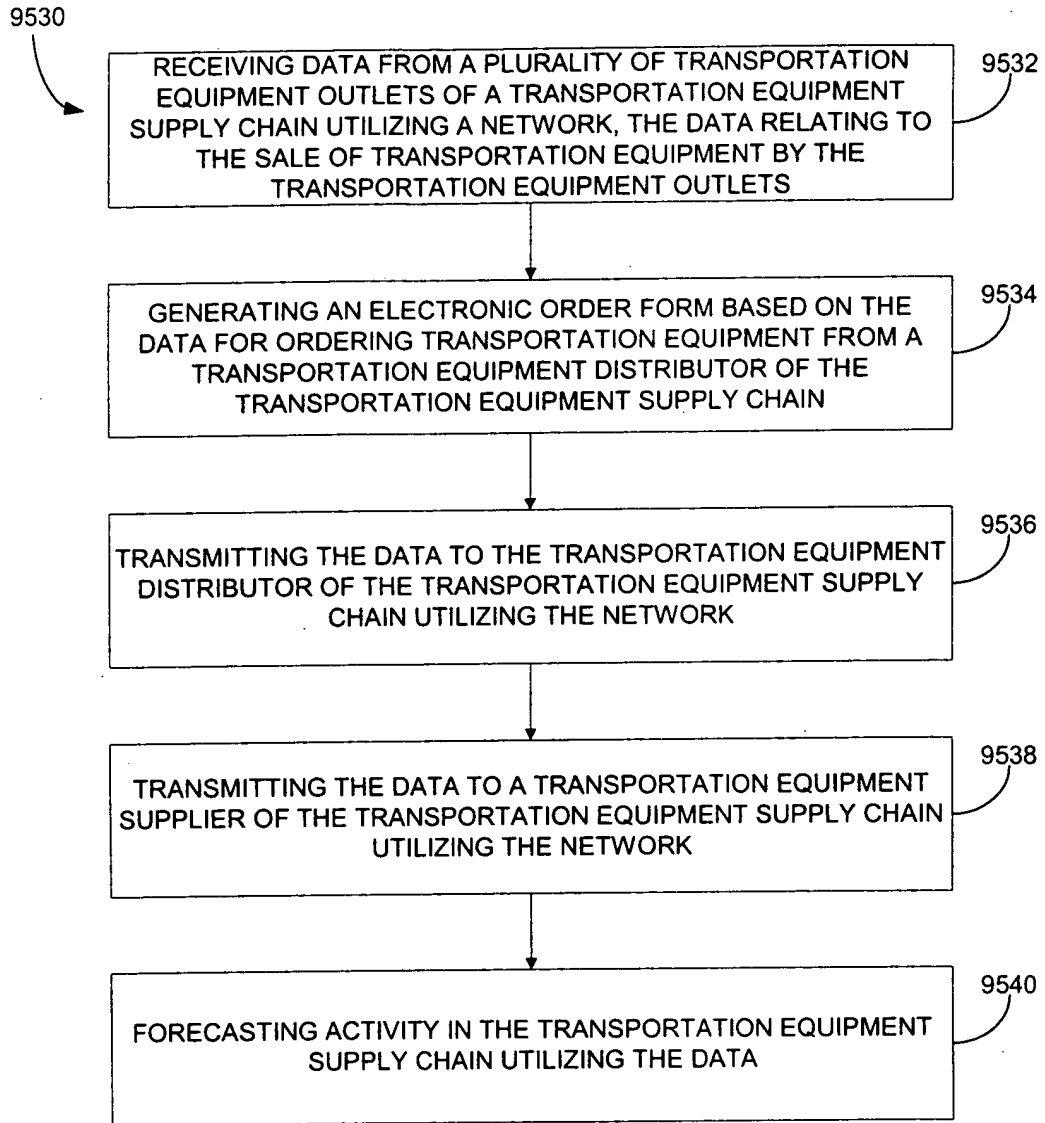 9530
RECEIVING DATA FROM A PLURALITY OF TRANSPORTATION
EQUIPMENT OUTLETS OF A TRANSPORTATION EQUIPMENT
SUPPLY CHAIN UTILIZING A NETWORK, THE DATA RELATING TO
THE SALE OF TRANSPORTATION EQUIPMENT BY THE
TRANSPORTATION EQUIPMENT OUTLETS
9532
GENERATING AN ELECTRONIC ORDER FORM BASED ON THE
DATA FOR ORDERING TRANSPORTATION EQUIPMENT FROM A
TRANSPORTATION EQUIPMENT DISTRIBUTOR OF THE
TRANSPORTATION EQUIPMENT SUPPLY CHAIN
9534
TRANSMITTING THE DATA TO THE TRANSPORTATION EQUIPMENT
DISTRIBUTOR OF THE TRANSPORTATION EQUIPMENT SUPPLY
CHAIN UTILIZING THE NETWORK
9536
TRANSMITTING THE DATA TO A TRANSPORTATION EQUIPMENT
SUPPLIER OF THE TRANSPORTATION EQUIPMENT SUPPLY CHAIN
UTILIZING THE NETWORK
9538
FORECASTING ACTIVITY IN THE TRANSPORTATION EQUIPMENT
SUPPLY CHAIN UTILIZING THE DATA
9540